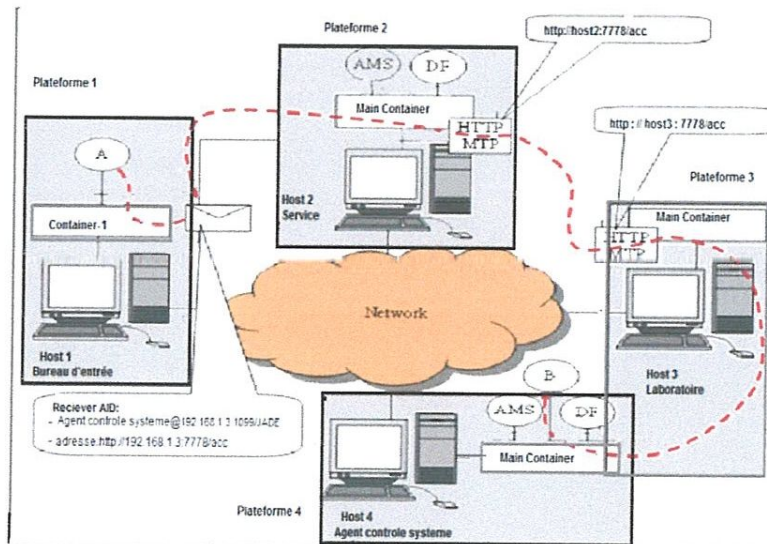 Plateforme 1
A
Container-1
Host 1
Bureau d'entrée
Plateforme 2
AMS
DF
Main Container
HTTP
MTP
Host 2
Service
http://host2:7778/acc
http://host3:7778/acc
Plateforme 3
Main Container
HTTP
MTP
Host 3
Laboratoire
Network
Reciever AID:
- Agent controle systeme@192.168.1.3:1099/JADE
- adresse:http//192.168.1.3:7778/acc
B
AMS
DF
Main Container
Host 4
Agent controle systeme
Plateforme 4